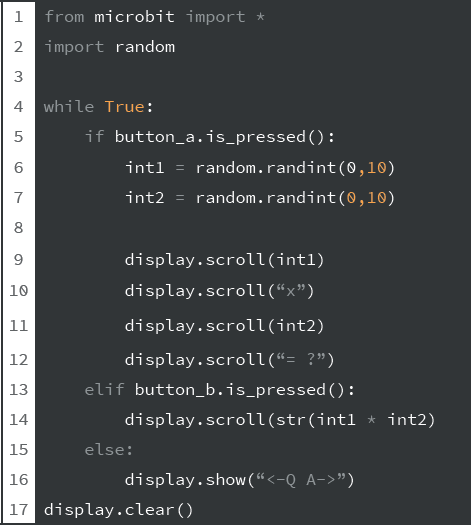 1 from microbit import *
2 import random
3
4 while True:
5     if button_a.is_pressed():
6         int1 = random.randint(0,10)
7         int2 = random.randint(0,10)
8
9         display.scroll(int1)
10         display.scroll(“x”)
11         display.scroll(int2)
12         display.scroll(“= ?”)
13     elif button_b.is_pressed():
14         display.scroll(str(int1 * int2)
15     else:
16         display.show(“<-Q A->”)
17 display.clear()